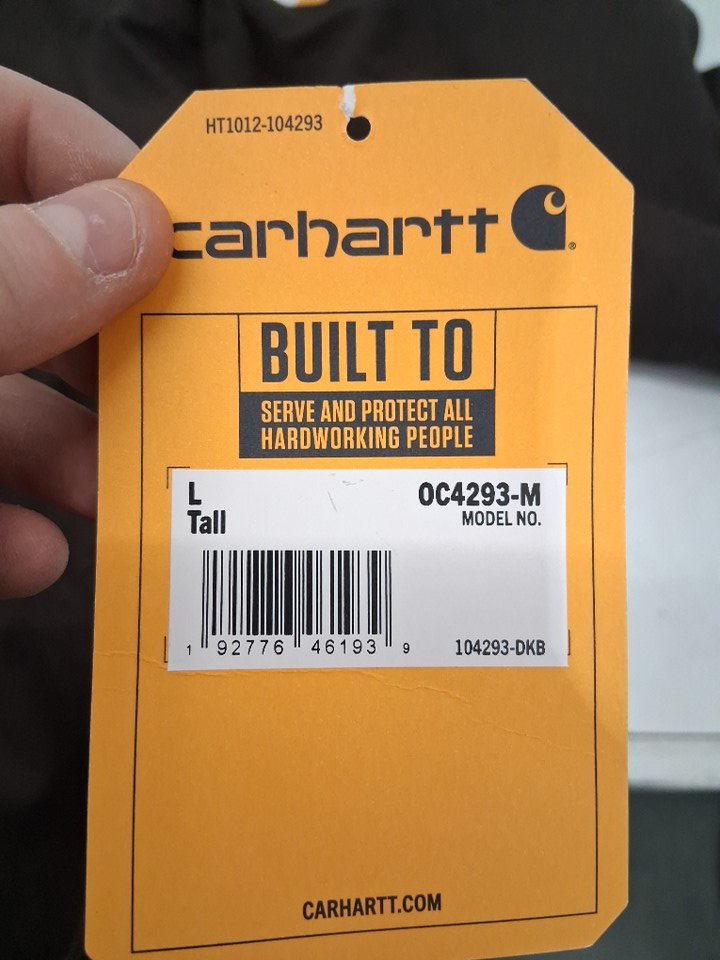 HT1012-104293
carhartt
BUILT TO
SERVE AND PROTECT ALL
HARDWORKING PEOPLE
L
Tall
OC4293-M
MODEL NO.
1 92776 46193 9
104293-DKB
CARHARTT.COM